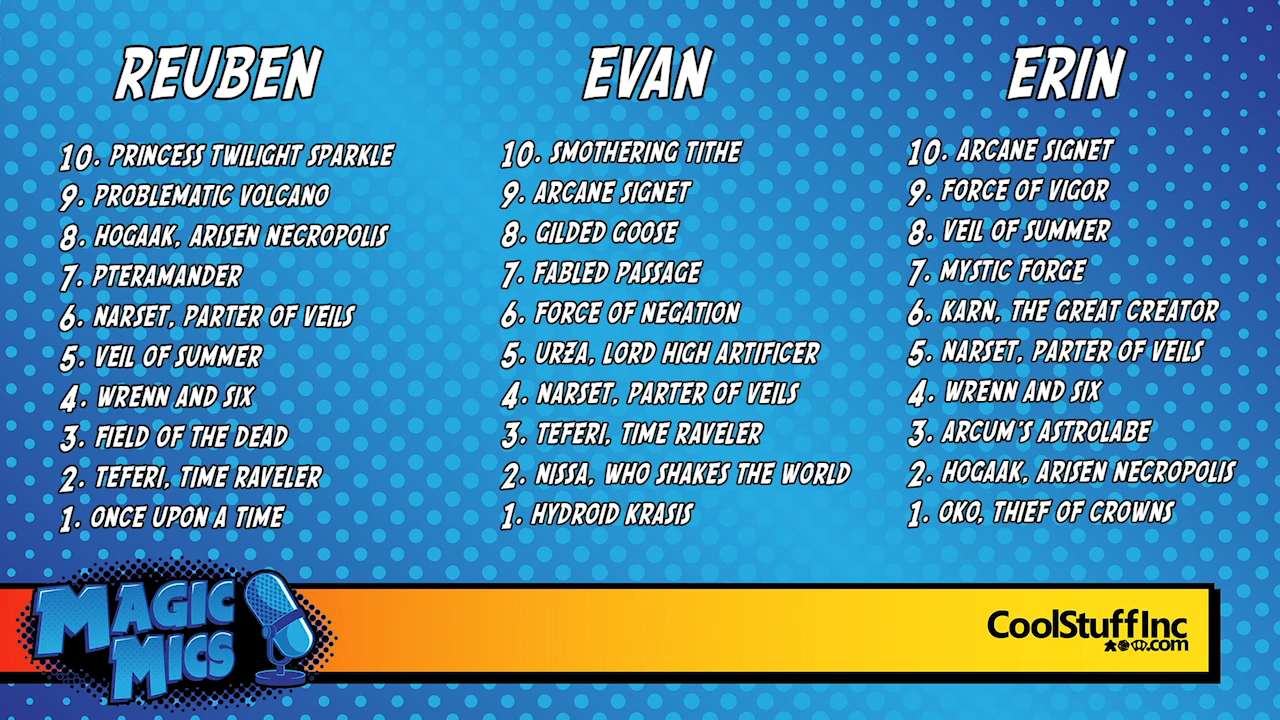 REUBEN
10. PRINCESS TWILIGHT SPARKLE
9. PROBLEMATIC VOLCANO
8. HOGAAK, ARISEN NECROPOLIS
7. PTERAMANDER
6. NARSET, PARTER OF VEILS
5. VEIL OF SUMMER
4. WRENN AND SIX
3. FIELD OF THE DEAD
2. TEFERI, TIME RAVELER
1. ONCE UPON A TIME
EVAN
10. SMOTHERING TITHE
9. ARCANE SIGNET
8. GILDED GOOSE
7. FABLED PASSAGE
6. FORCE OF NEGATION
5. URZA, LORD HIGH ARTIFICER
4. NARSET, PARTER OF VEILS
3. TEFERI, TIME RAVELER
2. NISSA, WHO SHAKES THE WORLD
1. HYDROID KRASIS
ERIN
10. ARCANE SIGNET
9. FORCE OF VIGOR
8. VEIL OF SUMMER
7. MYSTIC FORGE
6. KARN, THE GREAT CREATOR
5. NARSET, PARTER OF VEILS
4. WRENN AND SIX
3. ARCUM'S ASTROLABE
2. HOGAAK, ARISEN NECROPOLIS
1. OKO, THIEF OF CROWNS
MAGIC
MICS
CoolStuffInc
.com